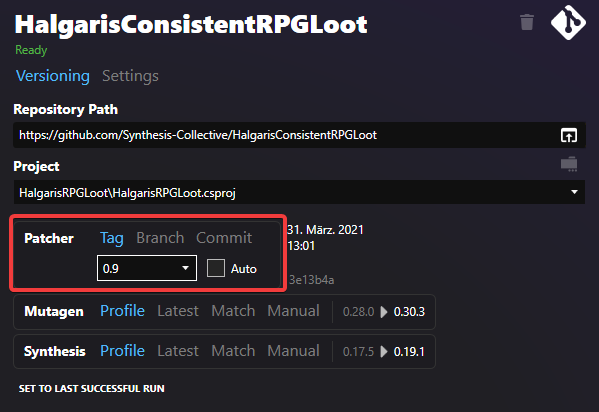 HalgarisConsistentRPGLoot
Ready
Versioning Settings
Repository Path
https://github.com/Synthesis-Collective/HalgarisConsistentRPGLoot
Project
HalgarisRPGLoot\HalgarisRPGLoot.csproj
Patcher Tag Branch Commit 31. März. 2021
13:01
0.9 Auto
3e13b4a
Mutagen Profile Latest Match Manual 0.28.0 0.30.3
Synthesis Profile Latest Match Manual 0.17.5 0.19.1
SET TO LAST SUCCESSFUL RUN